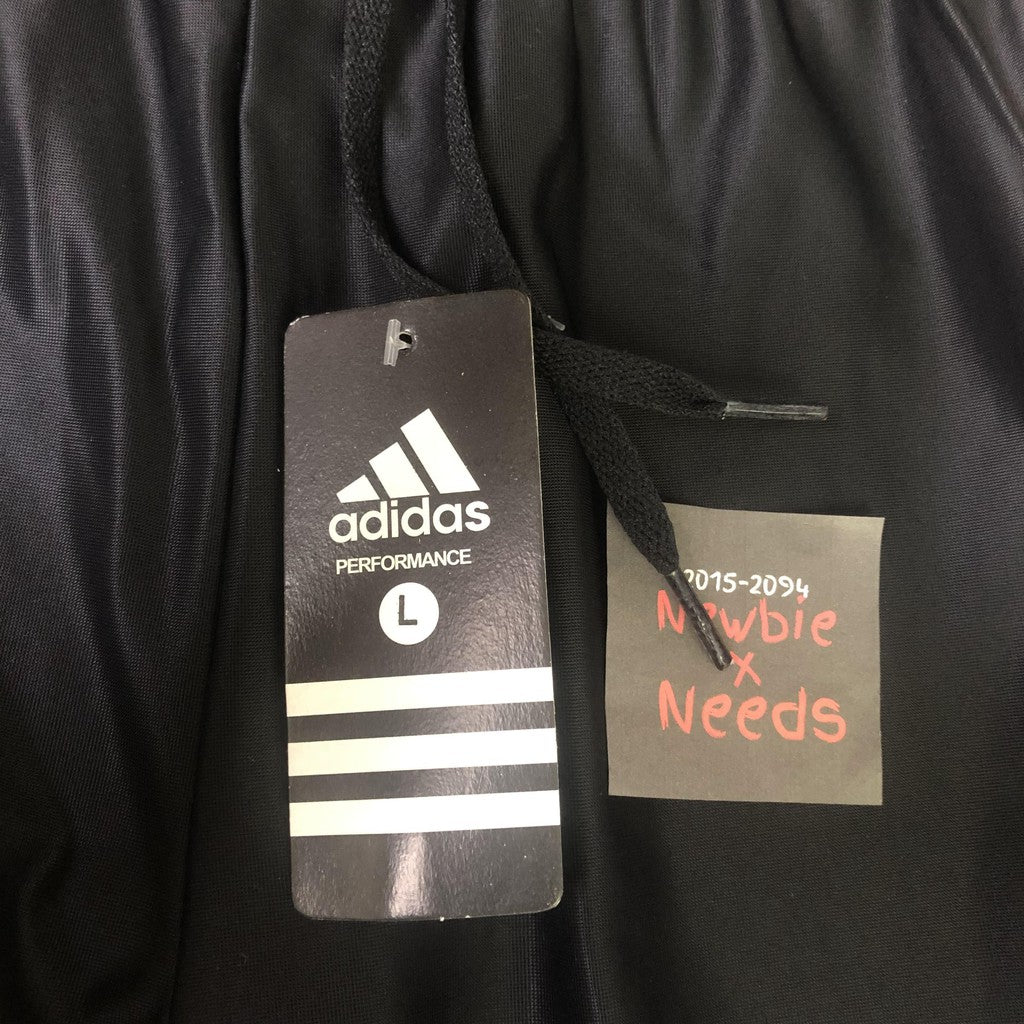 adidas
PERFORMANCE
L
2015-2094
Newbie
x
Needs